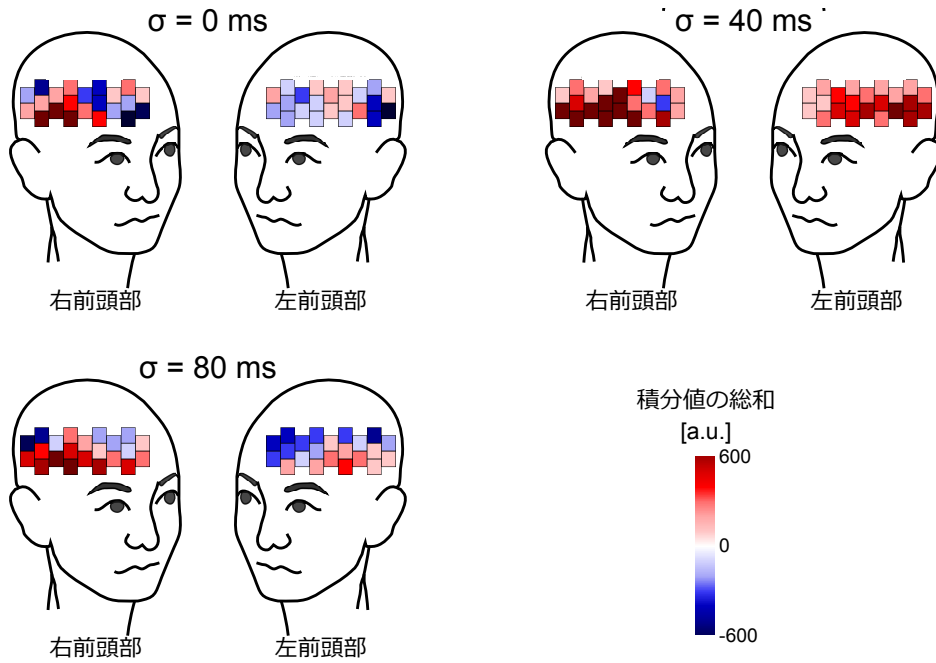 σ = 0 ms
σ = 40 ms
右前頭部
左前頭部
右前頭部
左前頭部
σ = 80 ms
右前頭部
左前頭部
積分値の総和
[a.u.]
600
0
-600